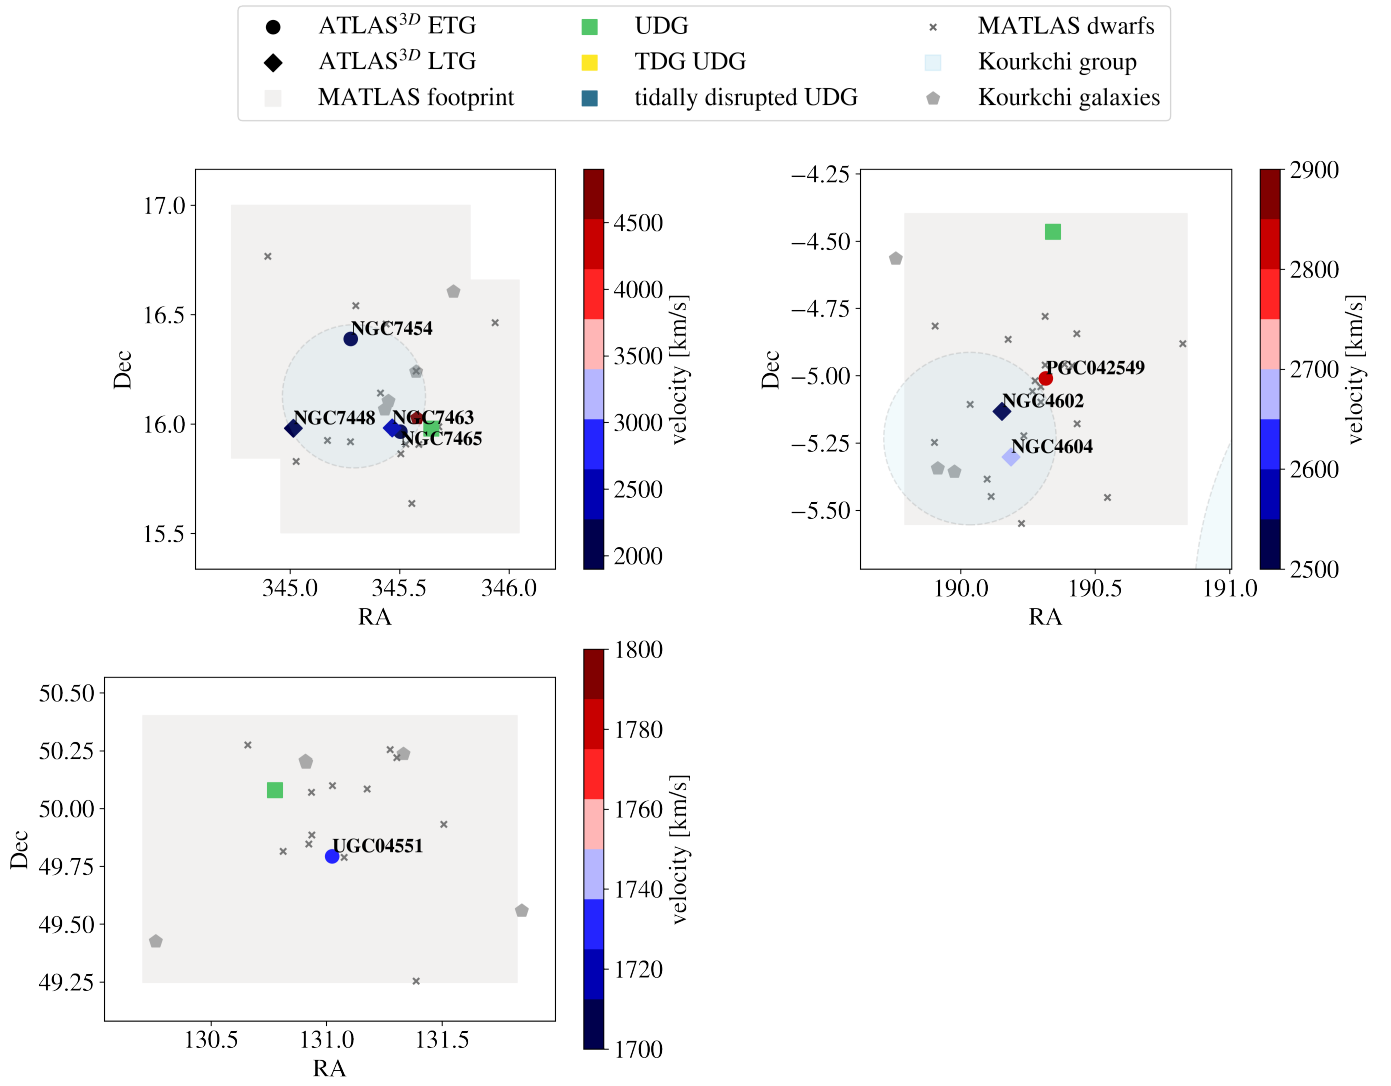 ATLAS³ᴰ ETG
UDG
MATLAS dwarfs
ATLAS³ᴰ LTG
TDG UDG
Kourkchi group
MATLAS footprint
tidally disrupted UDG
Kourkchi galaxies
17.0
16.5
16.0
15.5
Dec
345.0
345.5
346.0
RA
NGC7454
NGC7448
NGC7463
NGC7465
4500
4000
3500
3000
2500
2000
velocity [km/s]
−4.25
−4.50
−4.75
−5.00
−5.25
−5.50
Dec
190.0
190.5
191.0
RA
PGC042549
NGC4602
NGC4604
2900
2800
2700
2600
2500
velocity [km/s]
50.50
50.25
50.00
49.75
49.50
49.25
Dec
130.5
131.0
131.5
RA
UGC04551
1800
1780
1760
1740
1720
1700
velocity [km/s]